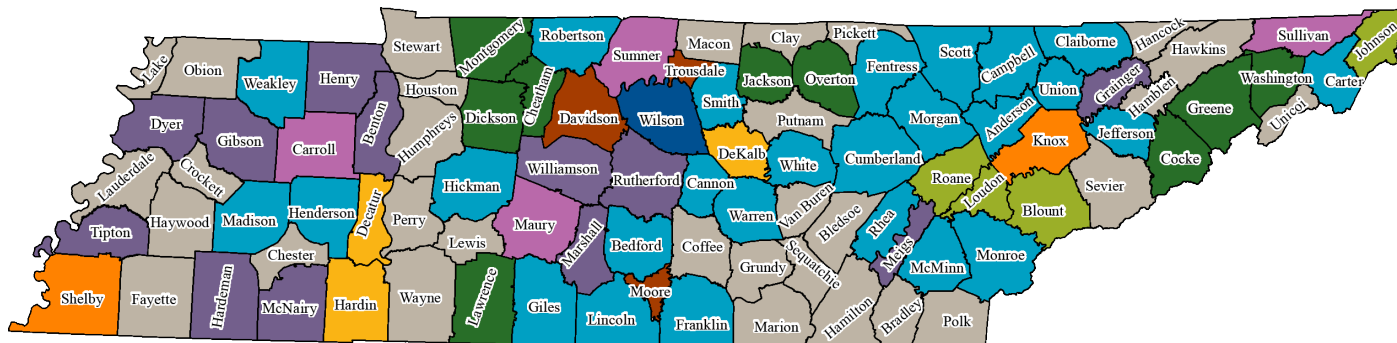 Lake
Obion
Weakley
Henry
Stewart
Montgomery
Robertson
Sumner
Macon
Clay
Pickett
Fentress
Scott
Campbell
Claiborne
Hancock
Hawkins
Sullivan
Johnson
Dyer
Gibson
Carroll
Benton
Houston
Humphreys
Dickson
Cheatham
Davidson
Trousdale
Wilson
Smith
Jackson
Overton
Putnam
Morgan
Anderson
Union
Grainger
Hamblen
Greene
Washington
Carter
Unicoi
Lauderdale
Crockett
Haywood
Madison
Henderson
Decatur
Perry
Hickman
Williamson
Rutherford
Cannon
DeKalb
White
Cumberland
Roane
Loudon
Knox
Jefferson
Cocke
Sevier
Blount
Tipton
Chester
Lewis
Maury
Marshall
Bedford
Coffee
Warren
Van Buren
Bledsoe
Rhea
Meigs
McMinn
Monroe
Shelby
Fayette
Hardeman
McNairy
Hardin
Wayne
Lawrence
Giles
Lincoln
Moore
Franklin
Grundy
Sequatchie
Marion
Hamilton
Bradley
Polk